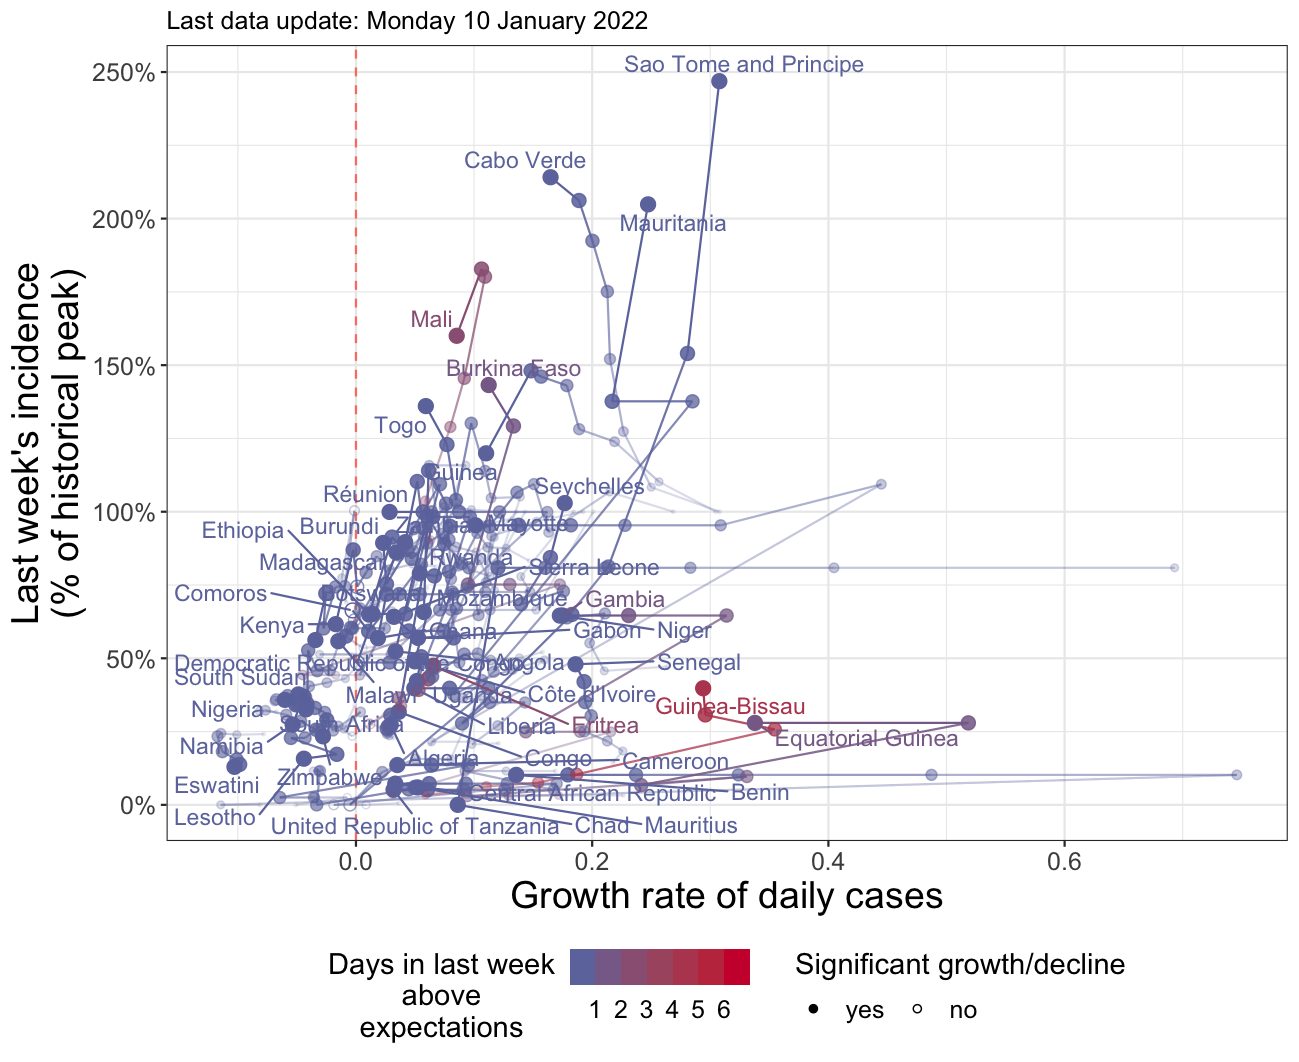 Last data update: Monday 10 January 2022
Last week's incidence
(% of historical peak)
250%
200%
150%
100%
50%
0%
Sao Tome and Principe
Cabo Verde
Mauritania
Mali
Burkina Faso
Togo
Guinea
Seychelles
Réunion
Ethiopia
Burundi
Mayotte
Madagascar
Rwanda
Sierra Leone
Comoros
Botswana
Mozambique
Gambia
Kenya
Ghana
Gabon
Niger
Democratic Republic of the Congo
Angola
Senegal
South Sudan
Malawi
Uganda
Côte d'Ivoire
Nigeria
Guinea-Bissau
South Africa
Liberia
Eritrea
Namibia
Equatorial Guinea
Algeria
Congo
Cameroon
Eswatini
Zimbabwe
Central African Republic
Benin
Lesotho
United Republic of Tanzania
Chad
Mauritius
0.0
0.2
0.4
0.6
Growth rate of daily cases
Days in last week
above
expectations
1 2 3 4 5 6
Significant growth/decline
yes
no